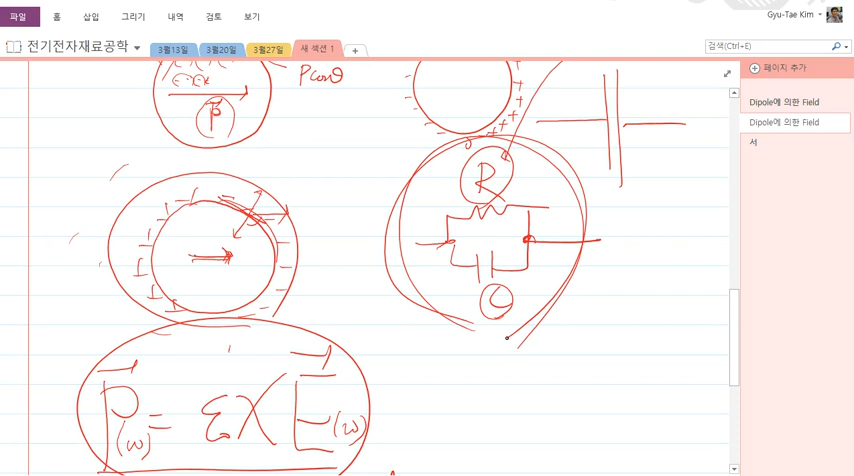 파일 홈 삽입 그리기 내역 검토 보기 Gyu-Tae Kim
전기전자재료공학 3월13일 3월20일 3월27일 새 섹션 1 + 검색(Ctrl+E)
페이지 추가
Dipole에 의한 Field
Dipole에 의한 Field
서
P cosθ
P
R
C
P(ω) = ε χ E(ω)